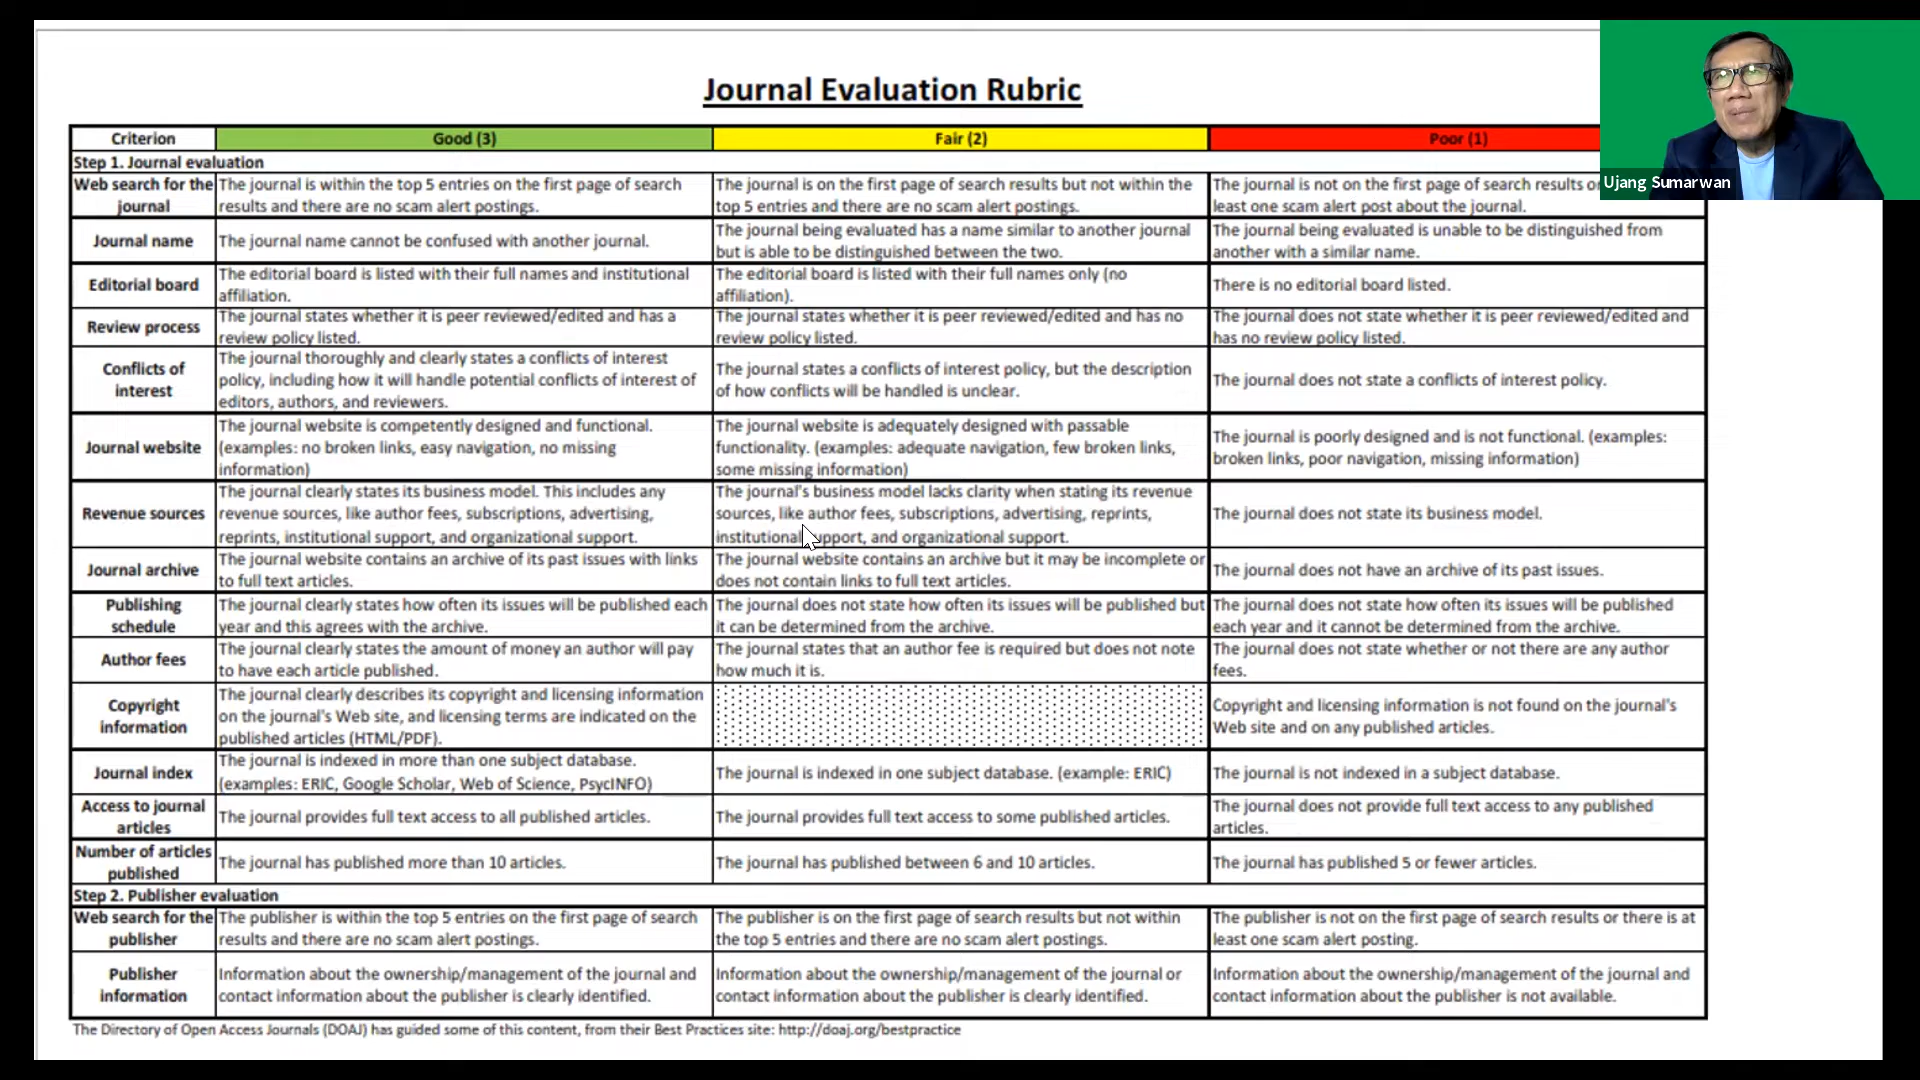 Journal Evaluation Rubric
Criterion
Good (3)
Fair (2)
Poor (1)
Ujang Sumarwan
Step 1. Journal evaluation
Web search for the
journal
The journal is within the top 5 entries on the first page of search
results and there are no scam alert postings.
The journal is on the first page of search results but not within the
top 5 entries and there are no scam alert postings.
The journal is not on the first page of search results
least one scam alert post about the journal.
Journal name
The journal name cannot be confused with another journal.
The journal being evaluated has a name similar to another journal
but is able to be distinguished between the two.
The journal being evaluated is unable to be distinguished from
another with a similar name.
Editorial board
The editorial board is listed with their full names and institutional
affiliation.
The editorial board is listed with their full names only (no
affiliation).
There is no editorial board listed.
Review process
The journal states whether it is peer reviewed/edited and has a
review policy listed.
The journal states whether it is peer reviewed/edited and has no
review policy listed.
The journal does not state whether it is peer reviewed/edited and
has no review policy listed.
Conflicts of
interest
The journal thoroughly and clearly states a conflicts of interest
policy, including how it will handle potential conflicts of interest of
editors, authors, and reviewers.
The journal states a conflicts of interest policy, but the description
of how conflicts will be handled is unclear.
The journal does not state a conflicts of interest policy.
Journal website
The journal website is competently designed and functional.
(examples: no broken links, easy navigation, no missing
information)
The journal website is adequately designed with passable
functionality. (examples: adequate navigation, few broken links,
some missing information)
The journal is poorly designed and is not functional. (examples:
broken links, poor navigation, missing information)
Revenue sources
The journal clearly states its business model. This includes any
revenue sources, like author fees, subscriptions, advertising,
reprints, institutional support, and organizational support.
The journal's business model lacks clarity when stating its revenue
sources, like author fees, subscriptions, advertising, reprints,
institutional support, and organizational support.
The journal does not state its business model.
Journal archive
The journal website contains an archive of its past issues with links
to full text articles.
The journal website contains an archive but it may be incomplete or
does not contain links to full text articles.
The journal does not have an archive of its past issues.
Publishing
schedule
The journal clearly states how often its issues will be published each
year and this agrees with the archive.
The journal does not state how often its issues will be published but
it can be determined from the archive.
The journal does not state how often its issues will be published
each year and it cannot be determined from the archive.
Author fees
The journal clearly states the amount of money an author will pay
to have each article published.
The journal states that an author fee is required but does not note
how much it is.
The journal does not state whether or not there are any author
fees.
Copyright
information
The journal clearly describes its copyright and licensing information
on the journal's Web site, and licensing terms are indicated on the
published articles (HTML/PDF).
Copyright and licensing information is not found on the journal's
Web site and on any published articles.
Journal index
The journal is indexed in more than one subject database.
(examples: ERIC, Google Scholar, Web of Science, PsycINFO)
The journal is indexed in one subject database. (example: ERIC)
The journal is not indexed in a subject database.
Access to journal
articles
The journal provides full text access to all published articles.
The journal provides full text access to some published articles.
The journal does not provide full text access to any published
articles.
Number of articles
published
The journal has published more than 10 articles.
The journal has published between 6 and 10 articles.
The journal has published 5 or fewer articles.
Step 2. Publisher evaluation
Web search for the
publisher
The publisher is within the top 5 entries on the first page of search
results and there are no scam alert postings.
The publisher is on the first page of search results but not within
the top 5 entries and there are no scam alert postings.
The publisher is not on the first page of search results or there is at
least one scam alert posting.
Publisher
information
Information about the ownership/management of the journal and
contact information about the publisher is clearly identified.
Information about the ownership/management of the journal or
contact information about the publisher is clearly identified.
Information about the ownership/management of the journal and
contact information about the publisher is not available.
The Directory of Open Access Journals (DOAJ) has guided some of this content, from their Best Practices site: http://doaj.org/bestpractice